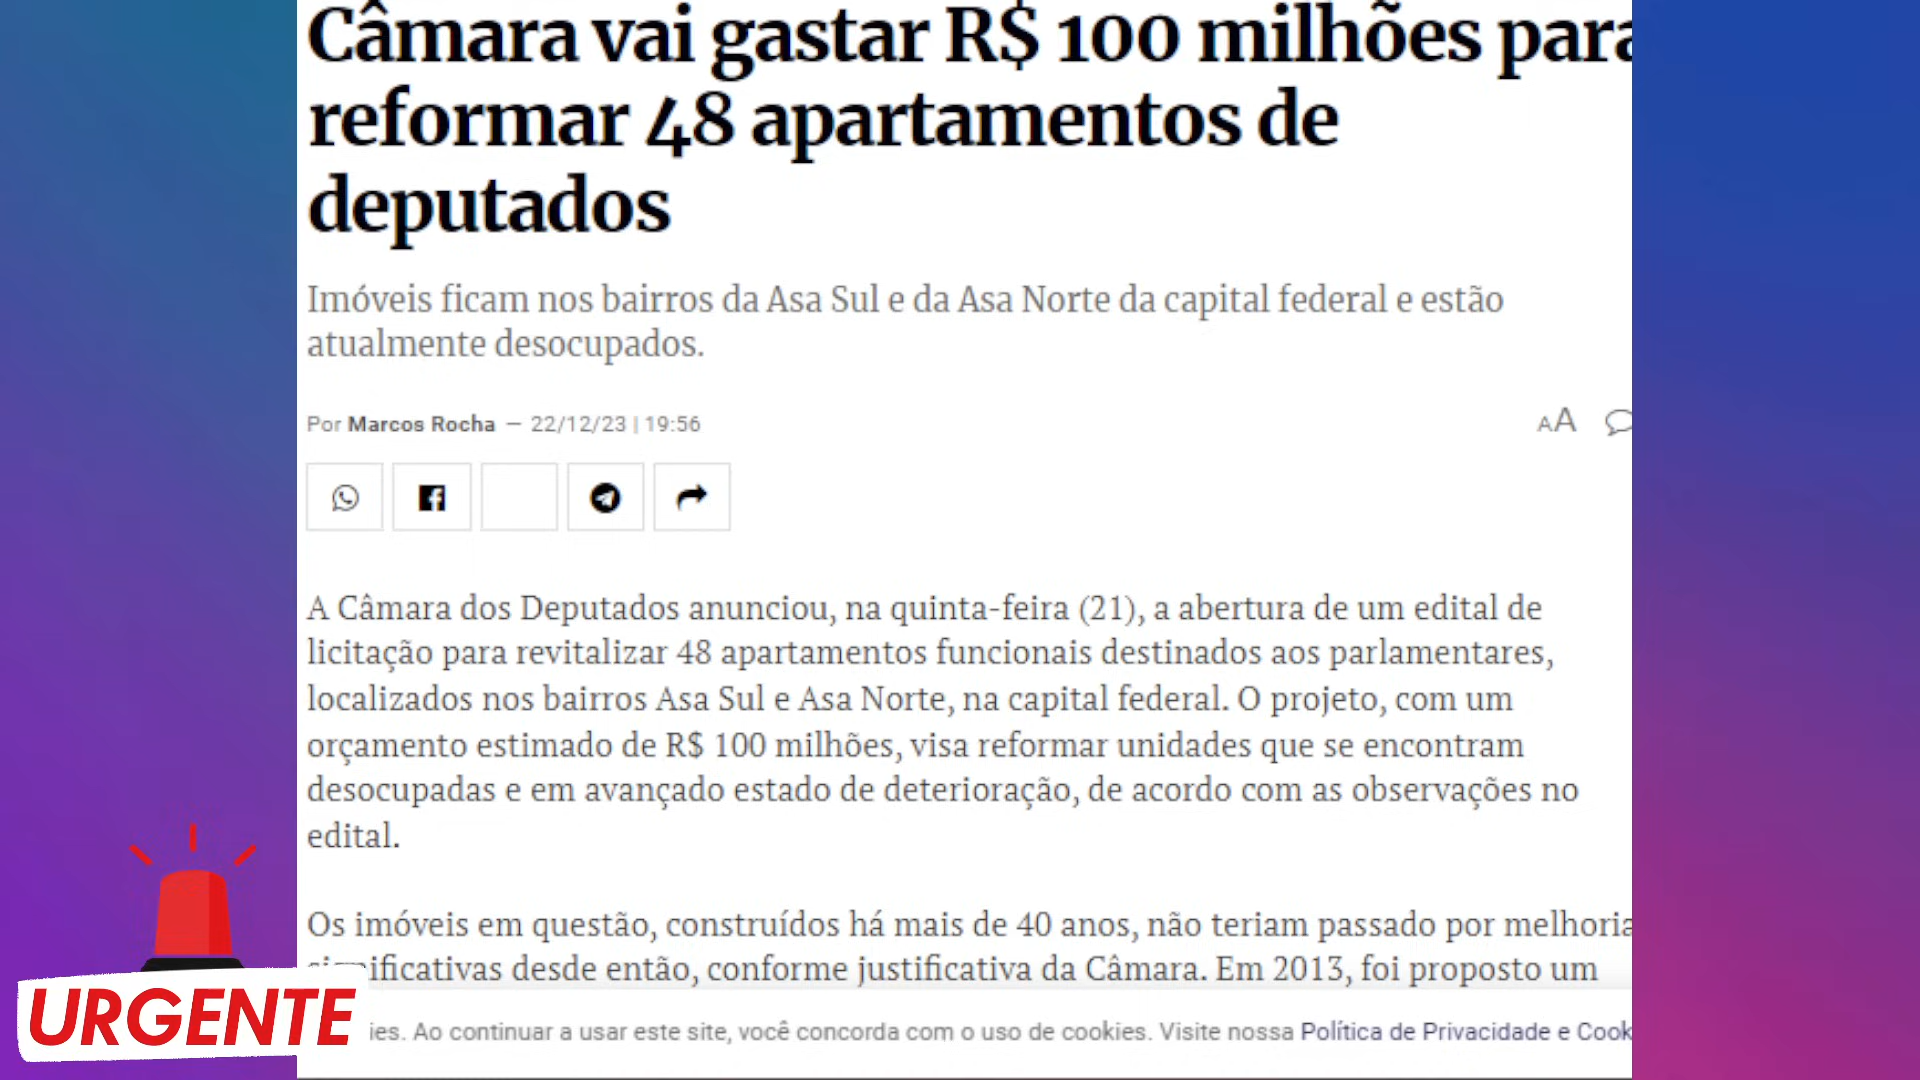 Câmara vai gastar R$ 100 milhões para
reformar 48 apartamentos de
deputados
Imóveis ficam nos bairros da Asa Sul e da Asa Norte da capital federal e estão
atualmente desocupados.
Por Marcos Rocha — 22/12/23 | 19:56
AA
A Câmara dos Deputados anunciou, na quinta-feira (21), a abertura de um edital de
licitação para revitalizar 48 apartamentos funcionais destinados aos parlamentares,
localizados nos bairros Asa Sul e Asa Norte, na capital federal. O projeto, com um
orçamento estimado de R$ 100 milhões, visa reformar unidades que se encontram
desocupadas e em avançado estado de deterioração, de acordo com as observações no
edital.
Os imóveis em questão, construídos há mais de 40 anos, não teriam passado por melhoria
significativas desde então, conforme justificativa da Câmara. Em 2013, foi proposto um
URGENTE
ies. Ao continuar a usar este site, você concorda com o uso de cookies. Visite nossa Política de Privacidade e Cook